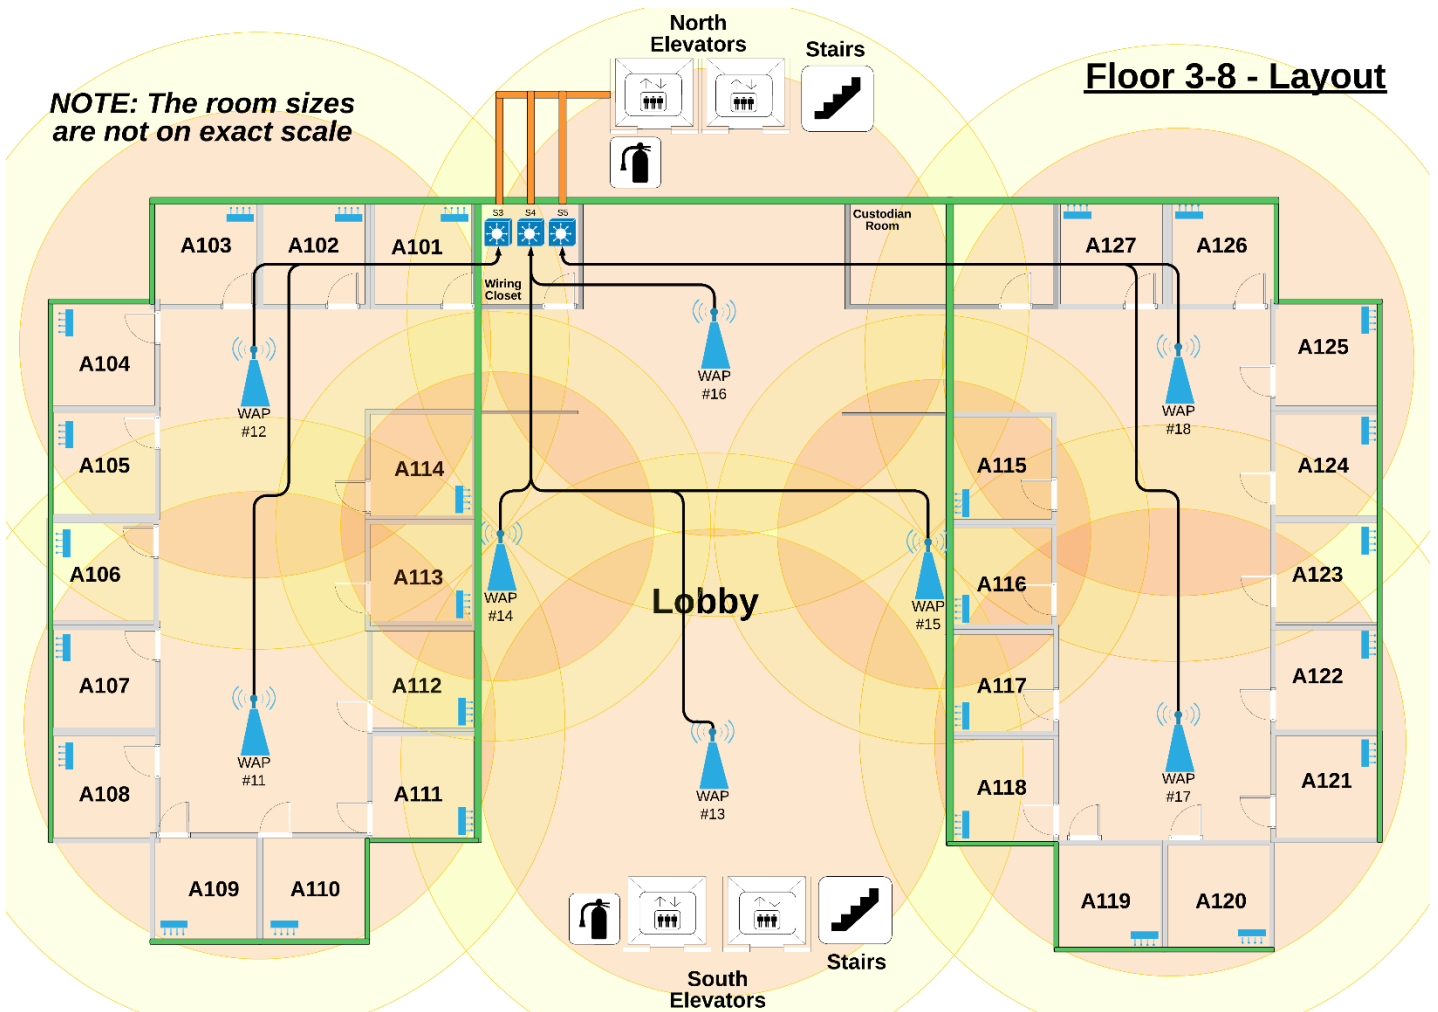 North
Elevators
Stairs
Floor 3-8 - Layout
NOTE: The room sizes
are not on exact scale
S3
S4
S5
Custodian
Room
A103
A102
A101
A127
A126
Wiring
Closet
A104
WAP
#12
WAP
#16
WAP
#18
A125
A105
A114
A115
A124
A106
A113
WAP
#14
Lobby
WAP
#15
A116
A123
A107
A112
A117
A122
WAP
#11
A108
A111
WAP
#13
A118
WAP
#17
A121
A109
A110
A119
A120
Stairs
South
Elevators